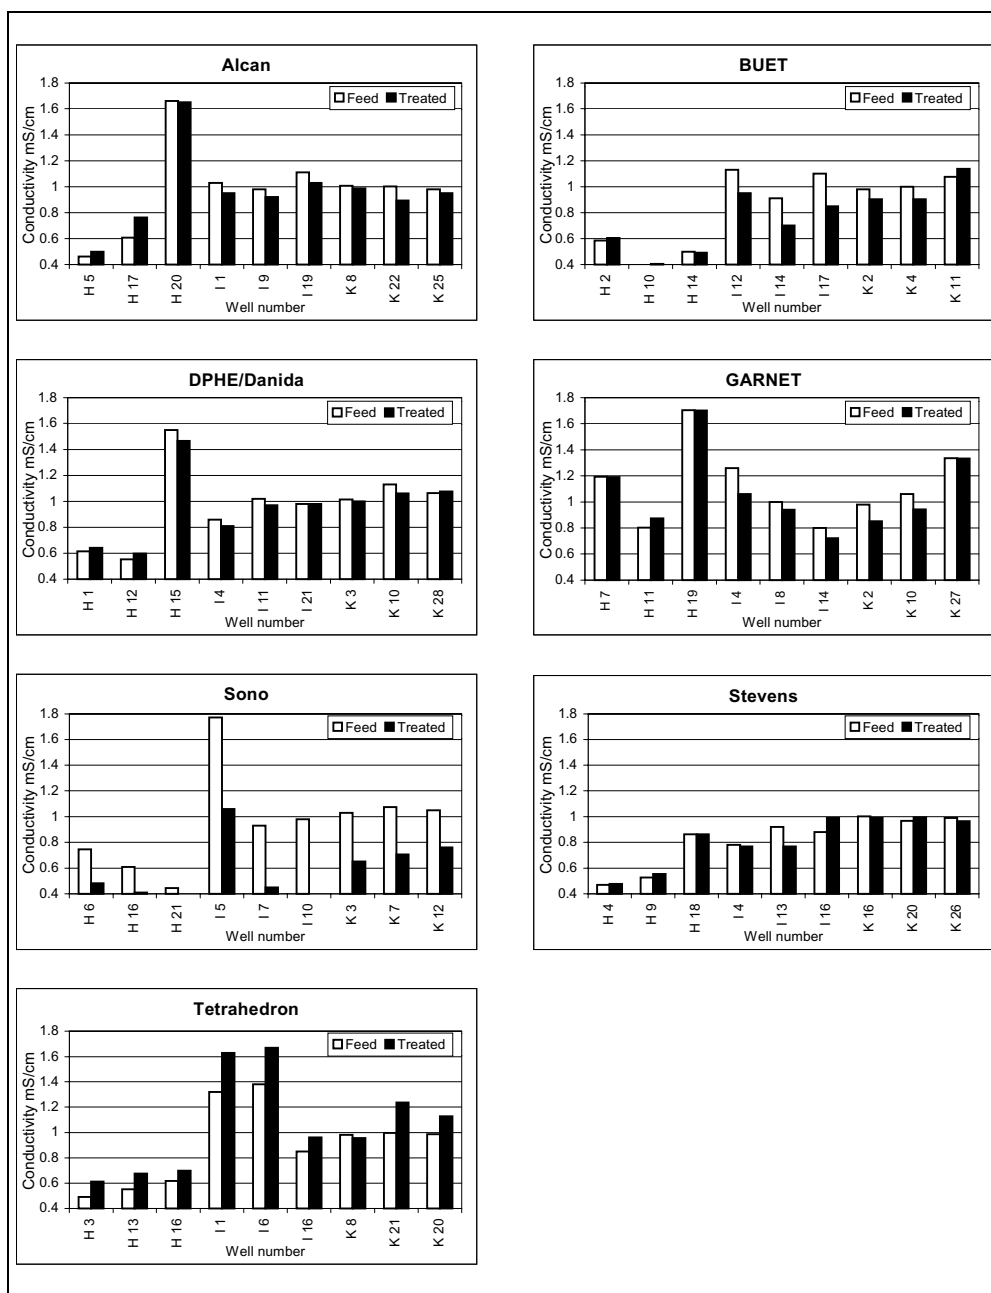 Alcan
Feed Treated
Conductivity mS/cm
1.8
1.6
1.4
1.2
1
0.8
0.6
0.4
H 5 H 17 H 20 I 1 I 9 I 19 K 8 K 22 K 25
Well number
BUET
Feed Treated
Conductivity mS/cm
1.8
1.6
1.4
1.2
1
0.8
0.6
0.4
H 2 H 10 H 14 I 12 I 14 I 17 K 2 K 4 K 11
Well number
DPHE/Danida
Feed Treated
Conductivity mS/cm
1.8
1.6
1.4
1.2
1
0.8
0.6
0.4
H 1 H 12 H 15 I 4 I 11 I 21 K 3 K 10 K 28
Well number
GARNET
Feed Treated
Conductivity mS/cm
1.8
1.6
1.4
1.2
1
0.8
0.6
0.4
H 7 H 11 H 19 I 4 I 8 I 14 K 2 K 10 K 27
Well number
Sono
Feed Treated
Conductivity mS/cm
1.8
1.6
1.4
1.2
1
0.8
0.6
0.4
H 6 H 16 H 21 I 5 I 7 I 10 K 3 K 7 K 12
Well number
Stevens
Feed Treated
Conductivity mS/cm
1.8
1.6
1.4
1.2
1
0.8
0.6
0.4
H 4 H 9 H 18 I 4 I 13 I 16 K 16 K 20 K 26
Well number
Tetrahedron
Feed Treated
Conductivity mS/cm
1.8
1.6
1.4
1.2
1
0.8
0.6
0.4
H 3 H 13 H 16 I 1 I 6 I 16 K 8 K 21 K 20
Well number